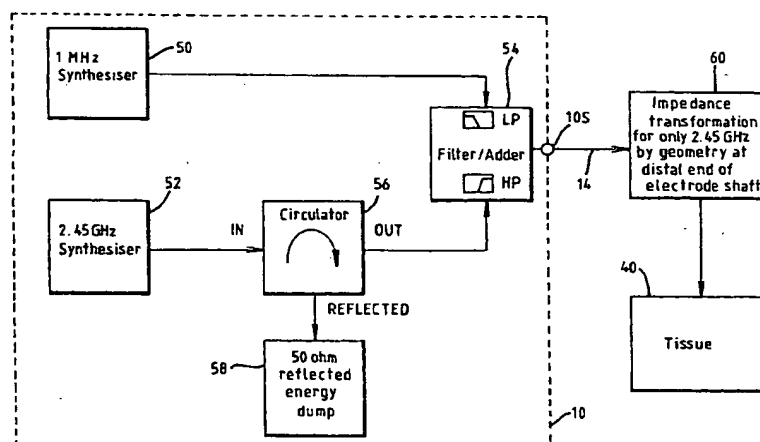 1 MHz
Synthesiser
50
54
LP
Filter/Adder
HP
10S
14
60
Impedance
transformation
for only 2.45 GHz
by geometry at
distal end of
electrode shaft
52
2.45GHz
Synthesiser
IN
56
Circulator
OUT
REFLECTED
58
50 ohm
reflected
energy
dump
40
Tissue
10